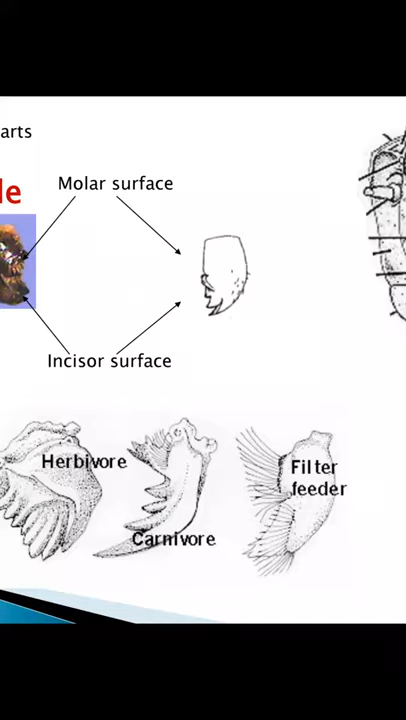 arts
le
Molar surface
Incisor surface
Herbivore
Carnivore
Filter
feeder